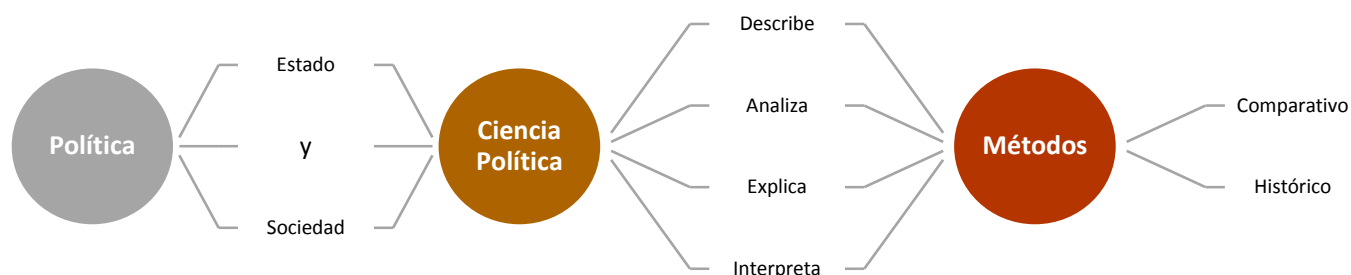 Política
Estado
y
Sociedad
Ciencia
Política
Describe
Analiza
Explica
Interpreta
Métodos
Comparativo
Histórico